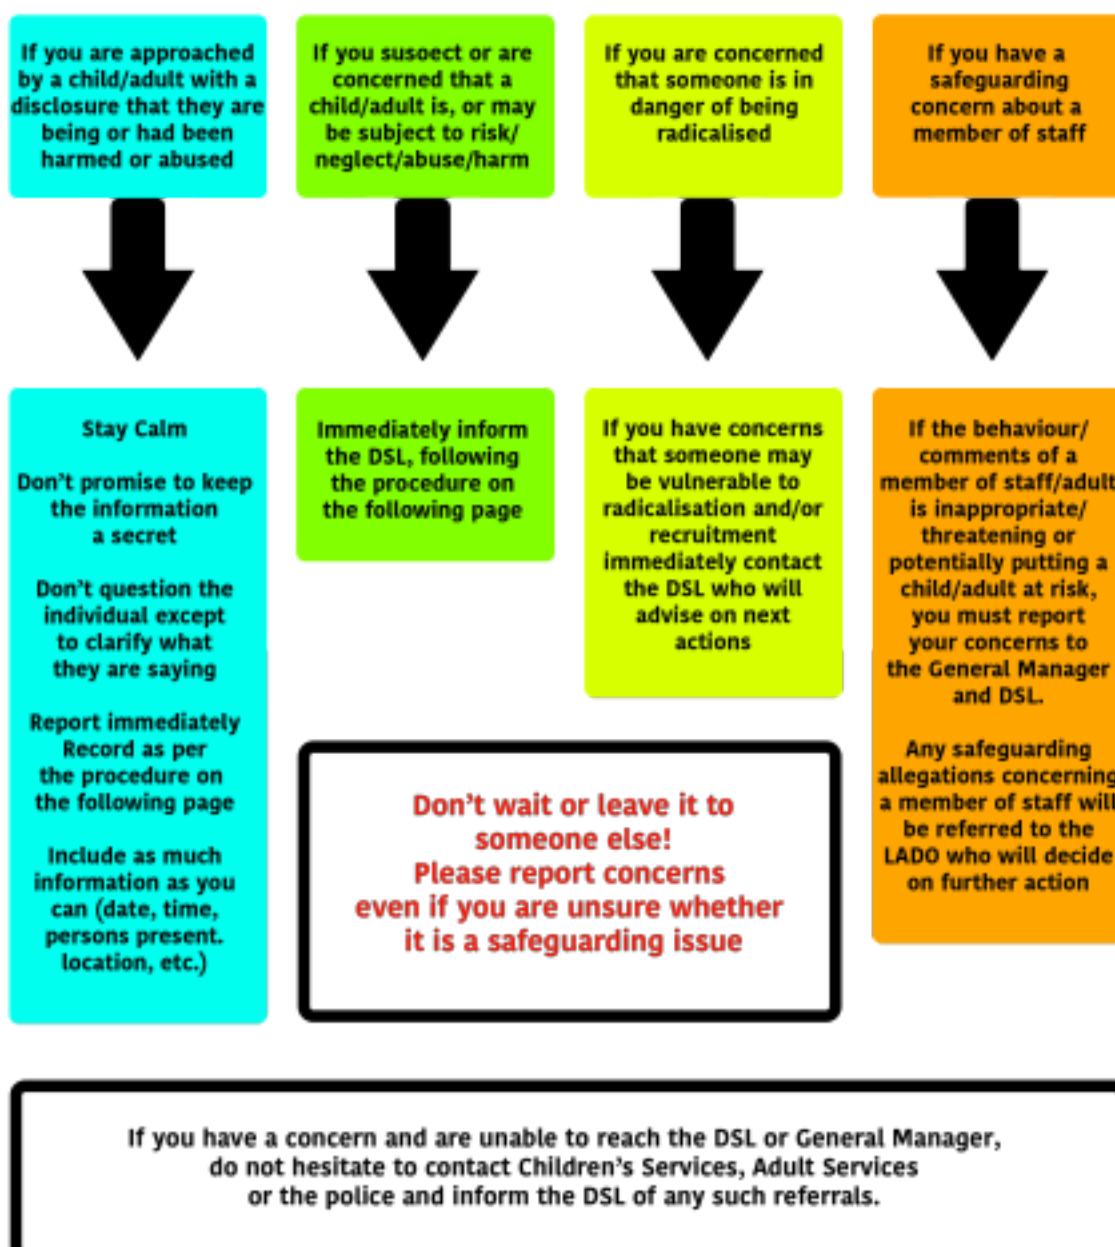 If you are approached
by a child/adult with a
disclosure that they are
being or had been
harmed or abused
If you susoect or are
concerned that a
child/adult is, or may
be subject to risk/
neglect/abuse/harm
If you are concerned
that someone is in
danger of being
radicalised
If you have a
safeguarding
concern about a
member of staff
Stay Calm
Don't promise to keep
the information
a secret
Don't question the
individual except
to clarify what
they are saying
Report immediately
Record as per
the procedure on
the following page
Include as much
information as you
can (date, time,
persons present.
location, etc.)
Immediately inform
the DSL, following
the procedure on
the following page
If you have concerns
that someone may
be vulnerable to
radicalisation and/or
recruitment
immediately contact
the DSL who will
advise on next
actions
If the behaviour/
comments of a
member of staff/adult
is inappropriate/
threatening or
potentially putting a
child/adult at risk,
you must report
your concerns to
the General Manager
and DSL.
Any safeguarding
allegations concerning
a member of staff will
be referred to the
LADO who will decide
on further action
Don't wait or leave it to
someone else!
Please report concerns
even if you are unsure whether
it is a safeguarding issue
If you have a concern and are unable to reach the DSL or General Manager,
do not hesitate to contact Children's Services, Adult Services
or the police and inform the DSL of any such referrals.